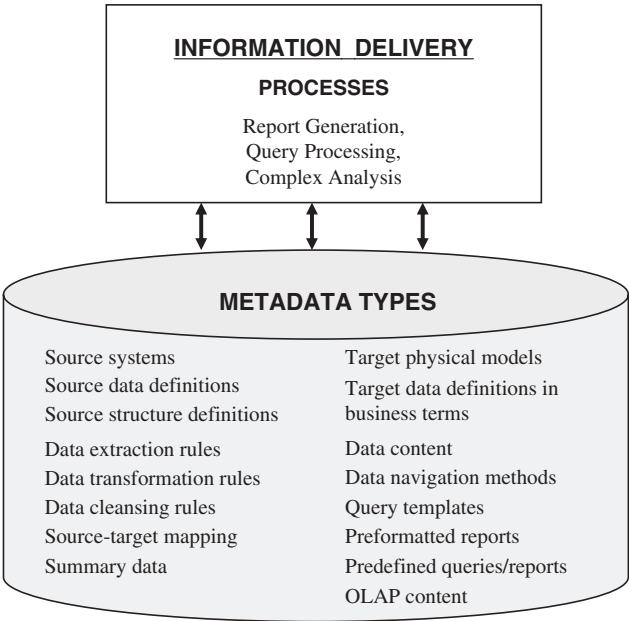 INFORMATION DELIVERY
PROCESSES
Report Generation,
Query Processing,
Complex Analysis
METADATA TYPES
Source systems
Source data definitions
Source structure definitions
Data extraction rules
Data transformation rules
Data cleansing rules
Source-target mapping
Summary data
Target physical models
Target data definitions in
business terms
Data content
Data navigation methods
Query templates
Preformatted reports
Predefined queries/reports
OLAP content